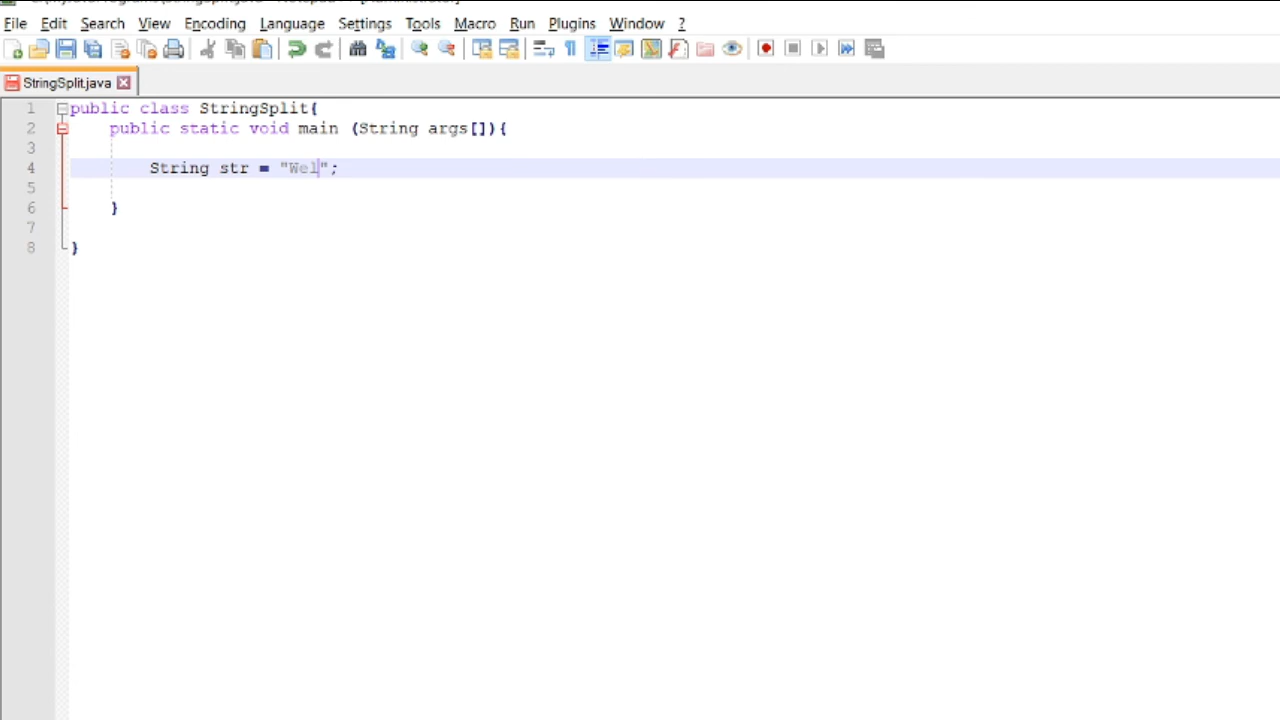 File Edit Search View Encoding Language Settings Tools Macro Run Plugins Window ?
StringSplit.java
1 public class StringSplit{
2 public static void main (String args[]){
3
4 String str = "Wel";
5
6 }
7
8 }